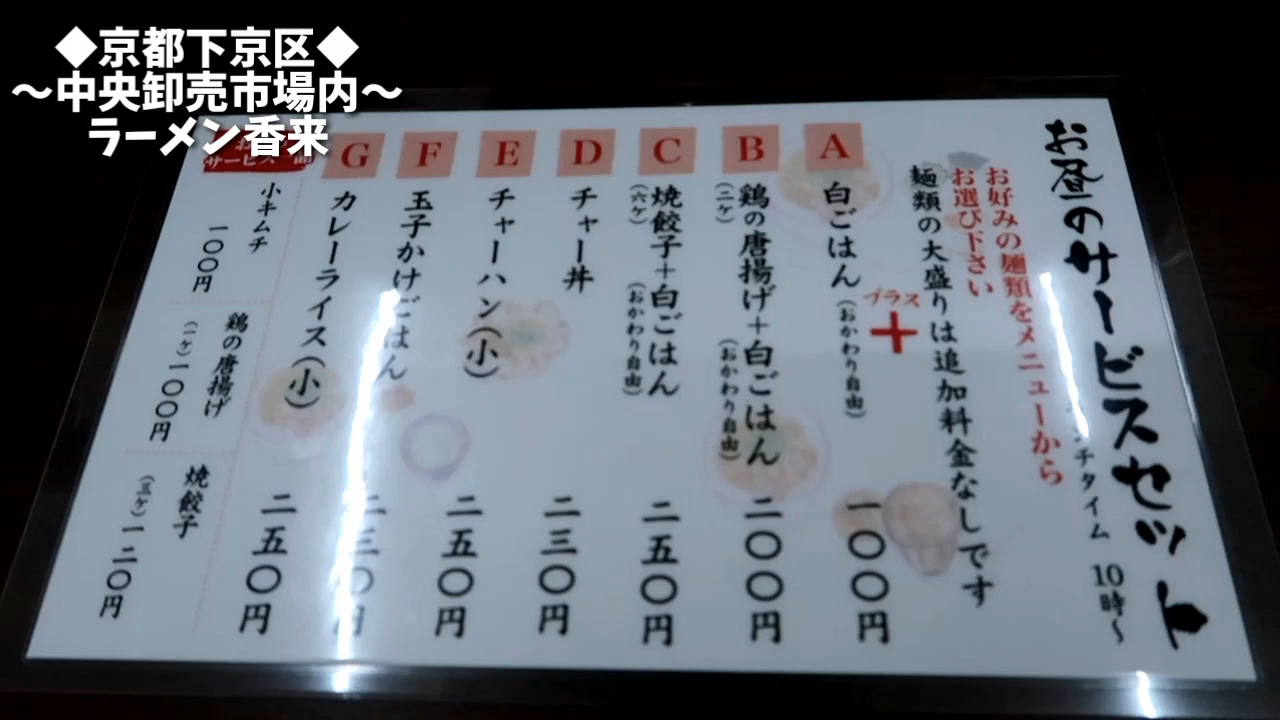 ◆京都下京区◆
～中央卸売市場内～
ラーメン香来
お昼のサービスセット
チタイム 10時～
お好みの麺類をメニューから
お選び下さい
麺類の大盛りは追加料金なしです
プラス
＋
A
白ごはん(おかわり自由)
一〇〇円
B
鶏の唐揚げ＋白ごはん
(二ケ)(おかわり自由)
二〇〇円
C
焼餃子＋白ごはん
(六ケ)(おかわり自由)
二五〇円
D
チャー丼
二三〇円
E
チャーハン(小)
二五〇円
F
玉子かけごはん
二三〇円
G
カレーライス(小)
二五〇円
サービス一品
小キムチ
一〇〇円
鶏の唐揚げ
(一ケ)一〇〇円
焼餃子
(三ケ)一二〇円